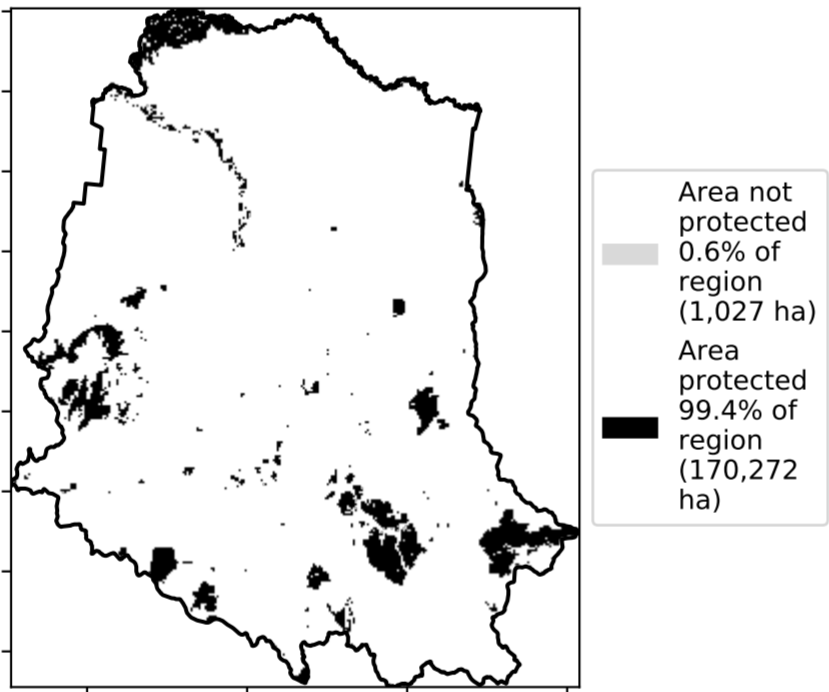 Area not
protected
0.6% of
region
(1,027 ha)
Area
protected
99.4% of
region
(170,272
ha)